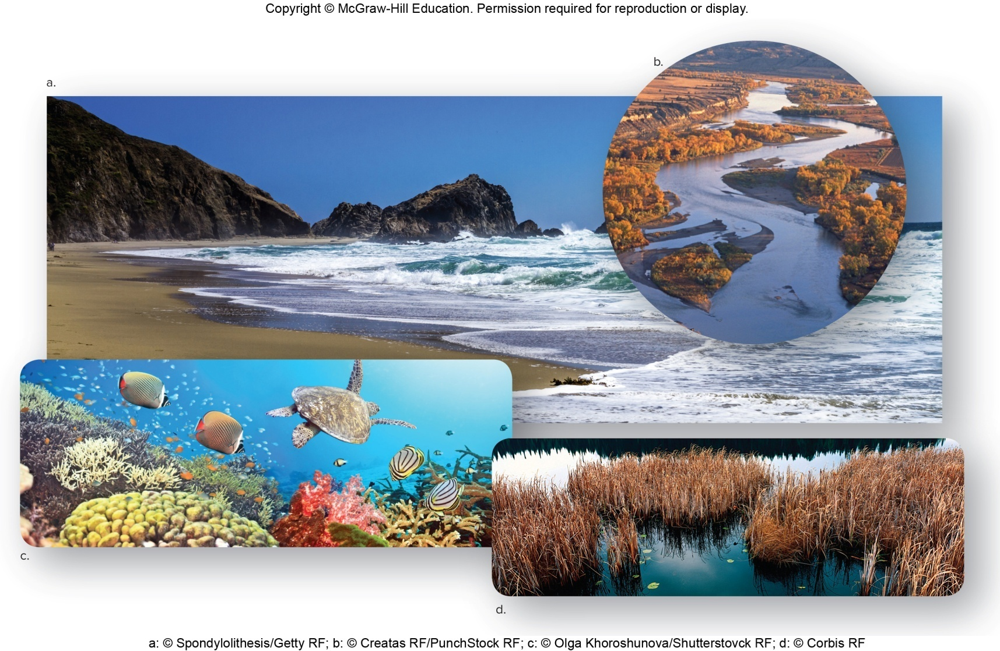 Copyright © McGraw-Hill Education. Permission required for reproduction or display.
b.
a.
c.
d.
a: © Spondylolithesis/Getty RF; b: © Creatas RF/PunchStock RF; c: © Olga Khoroshunova/Shutterstovck RF; d: © Corbis RF